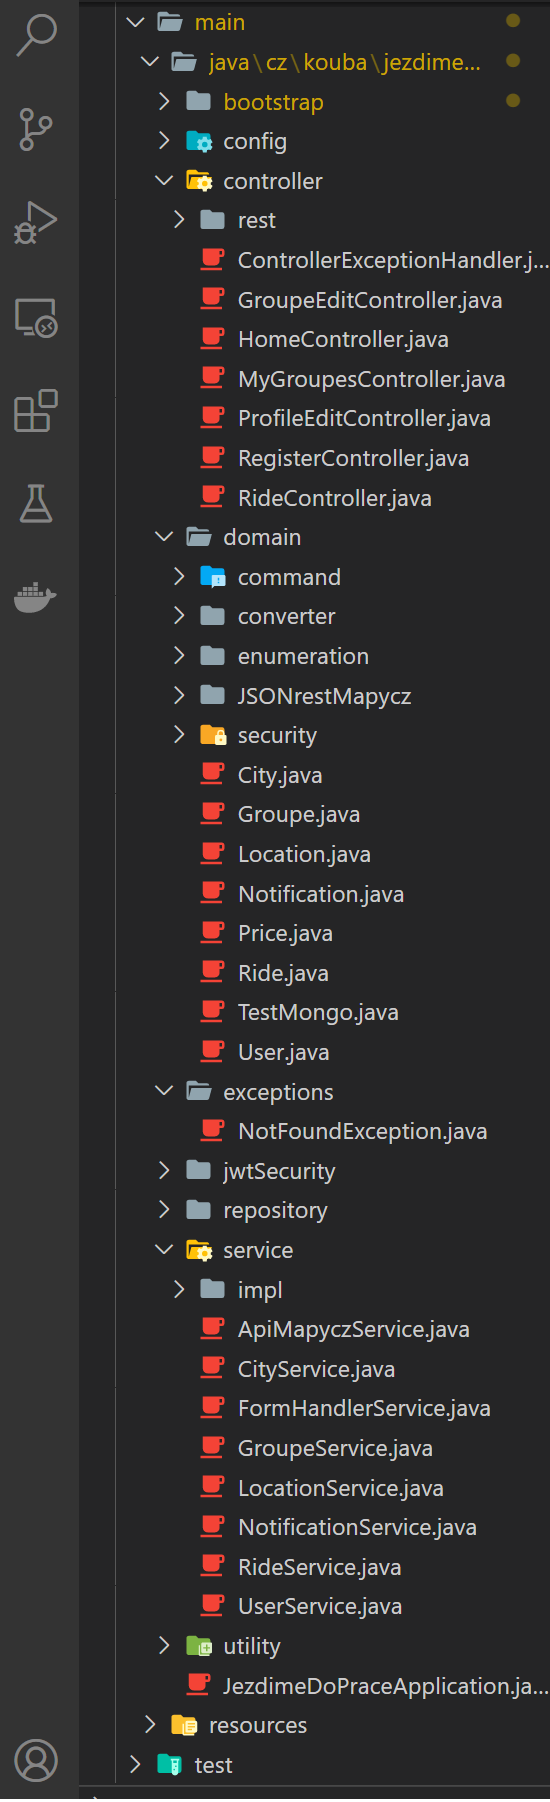 main
java\cz\kouba\jezdime...
bootstrap
config
controller
rest
ControllerExceptionHandler.j...
GroupeEditController.java
HomeController.java
MyGroupesController.java
ProfileEditController.java
RegisterController.java
RideController.java
domain
command
converter
enumeration
JSONrestMapycz
security
City.java
Groupe.java
Location.java
Notification.java
Price.java
Ride.java
TestMongo.java
User.java
exceptions
NotFoundException.java
jwtSecurity
repository
service
impl
ApiMapyczService.java
CityService.java
FormHandlerService.java
GroupeService.java
LocationService.java
NotificationService.java
RideService.java
UserService.java
utility
JezdimeDoPraceApplication.ja...
resources
test